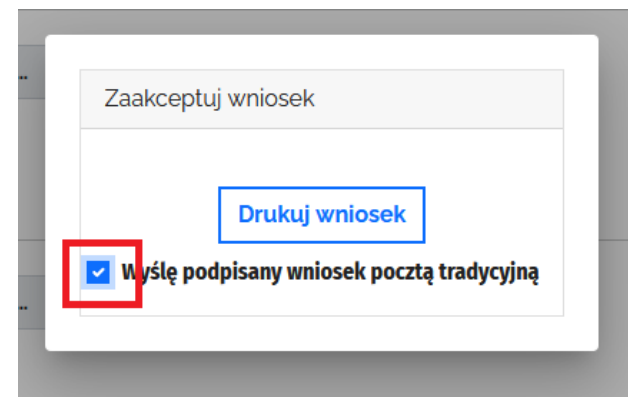 Zaakceptuj wniosek
Drukuj wniosek
Wyślę podpisany wniosek pocztą tradycyjną